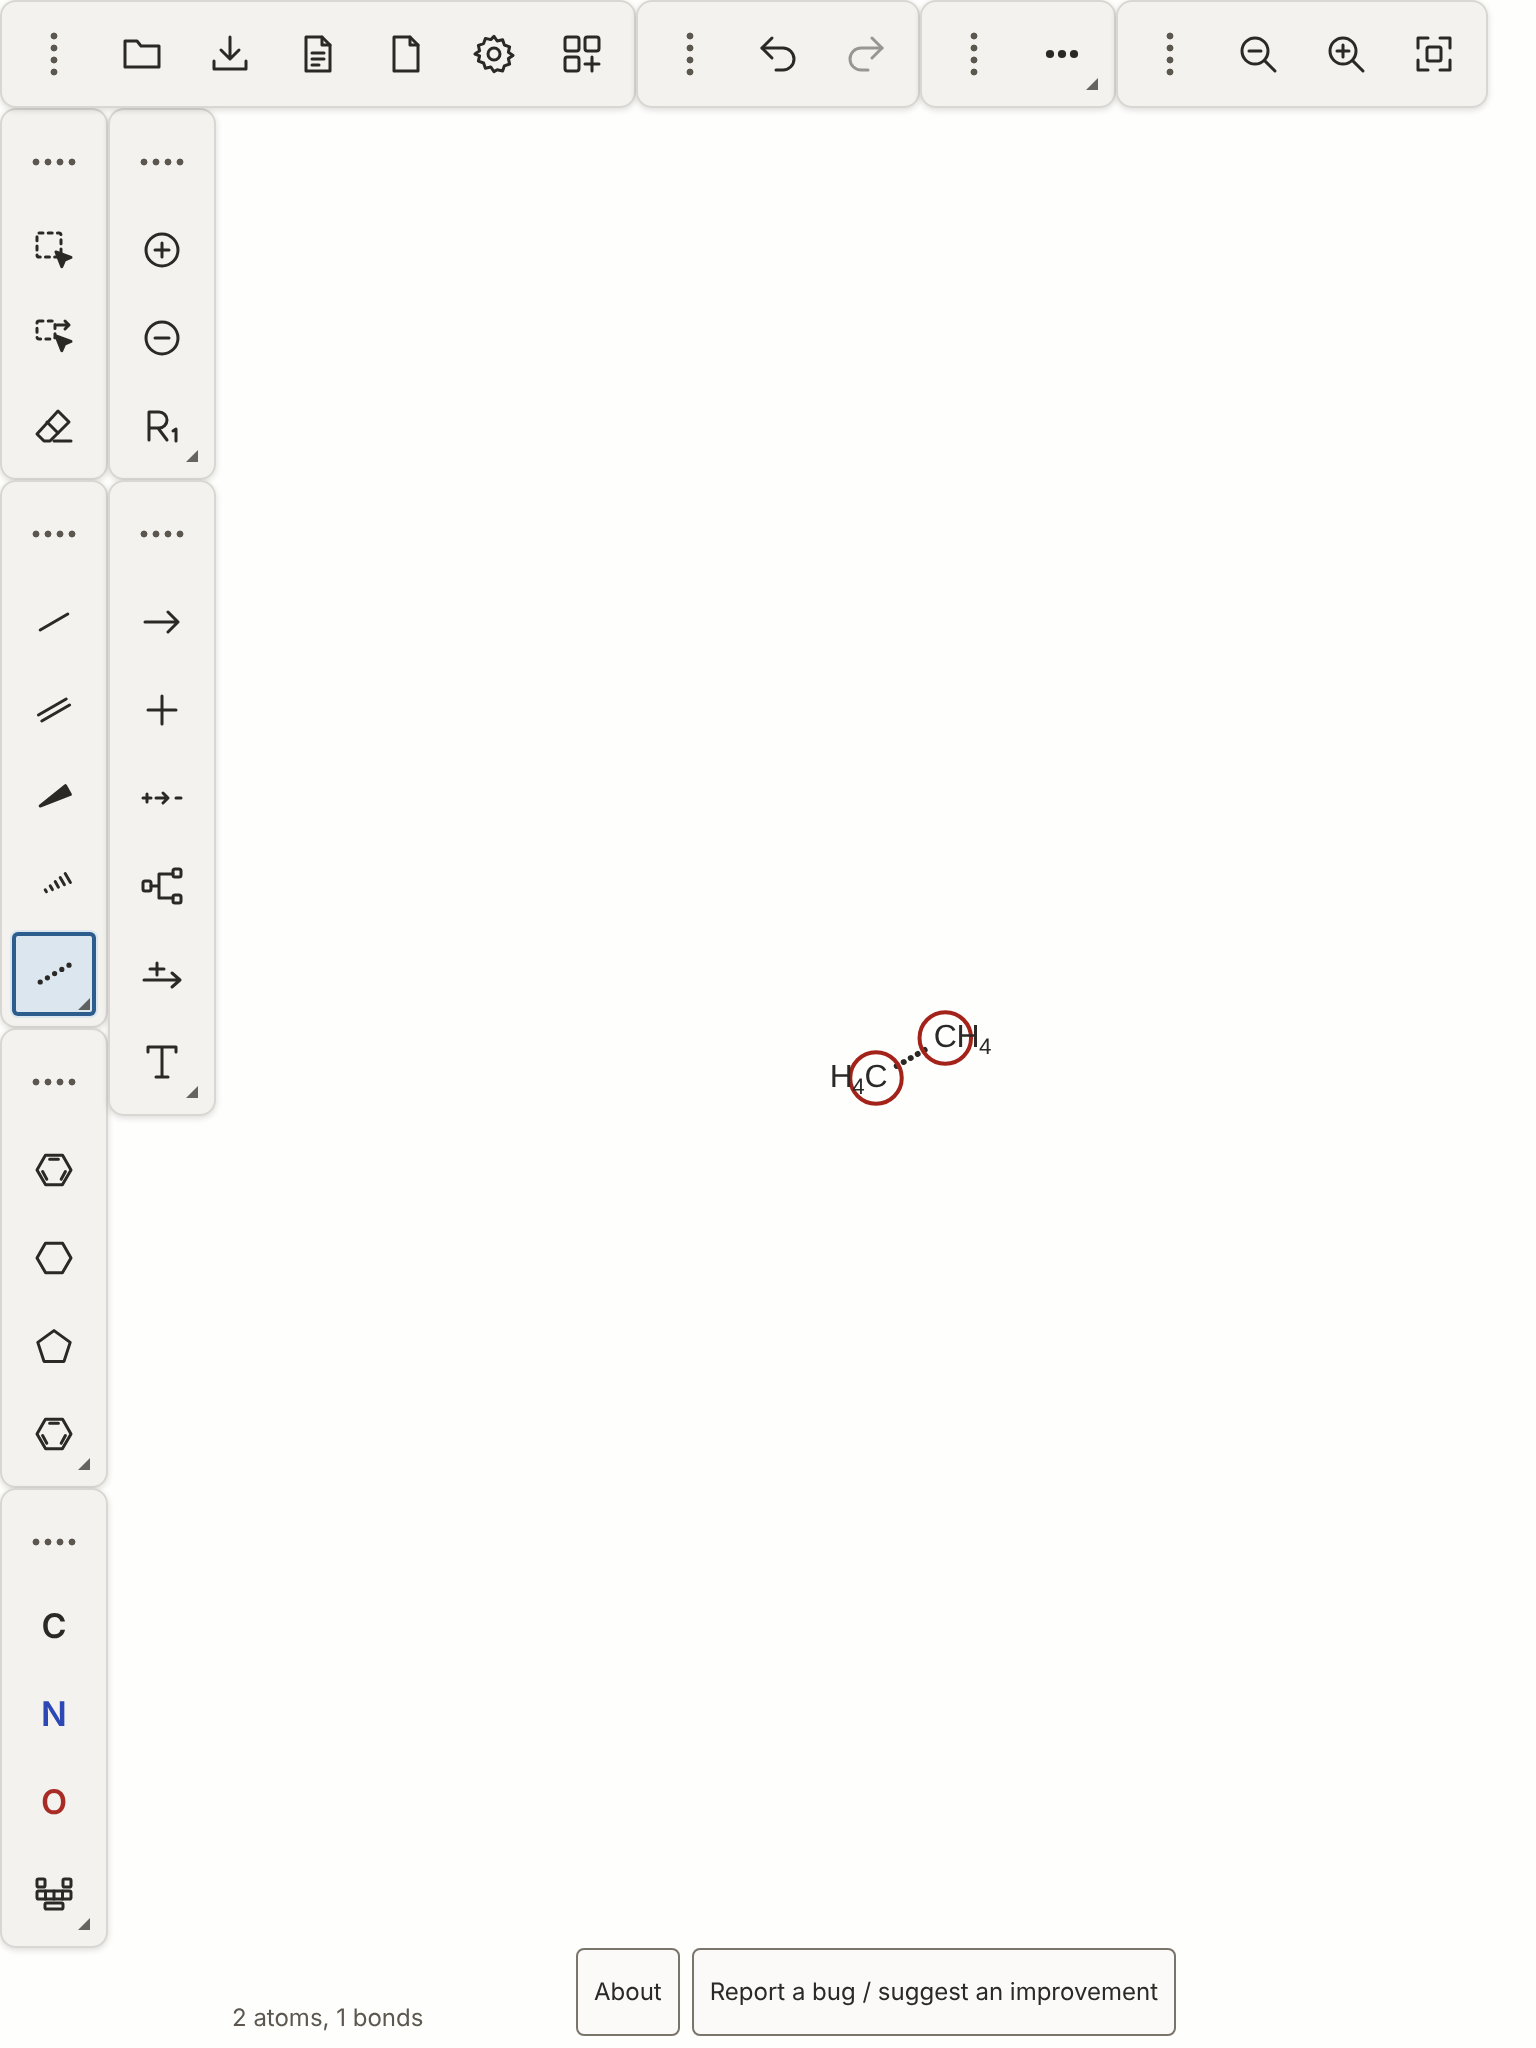 R1
CH4
H4C
T
C
N
O
2 atoms, 1 bonds
About
Report a bug / suggest an improvement